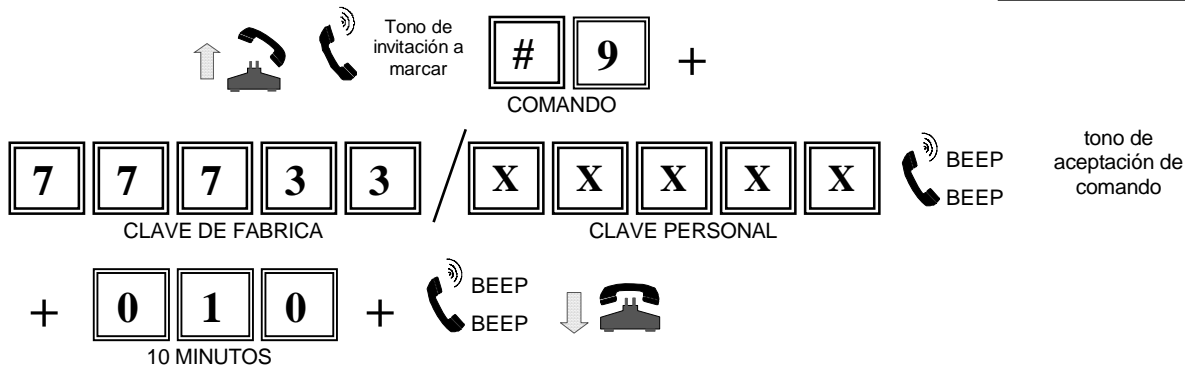 Tono de
invitación a
marcar
# 9 +
COMANDO
7 7 7 3 3 / X X X X X BEEP
BEEP
tono de
aceptación de
comando
CLAVE DE FABRICA CLAVE PERSONAL
+ 0 1 0 + BEEP
BEEP
10 MINUTOS